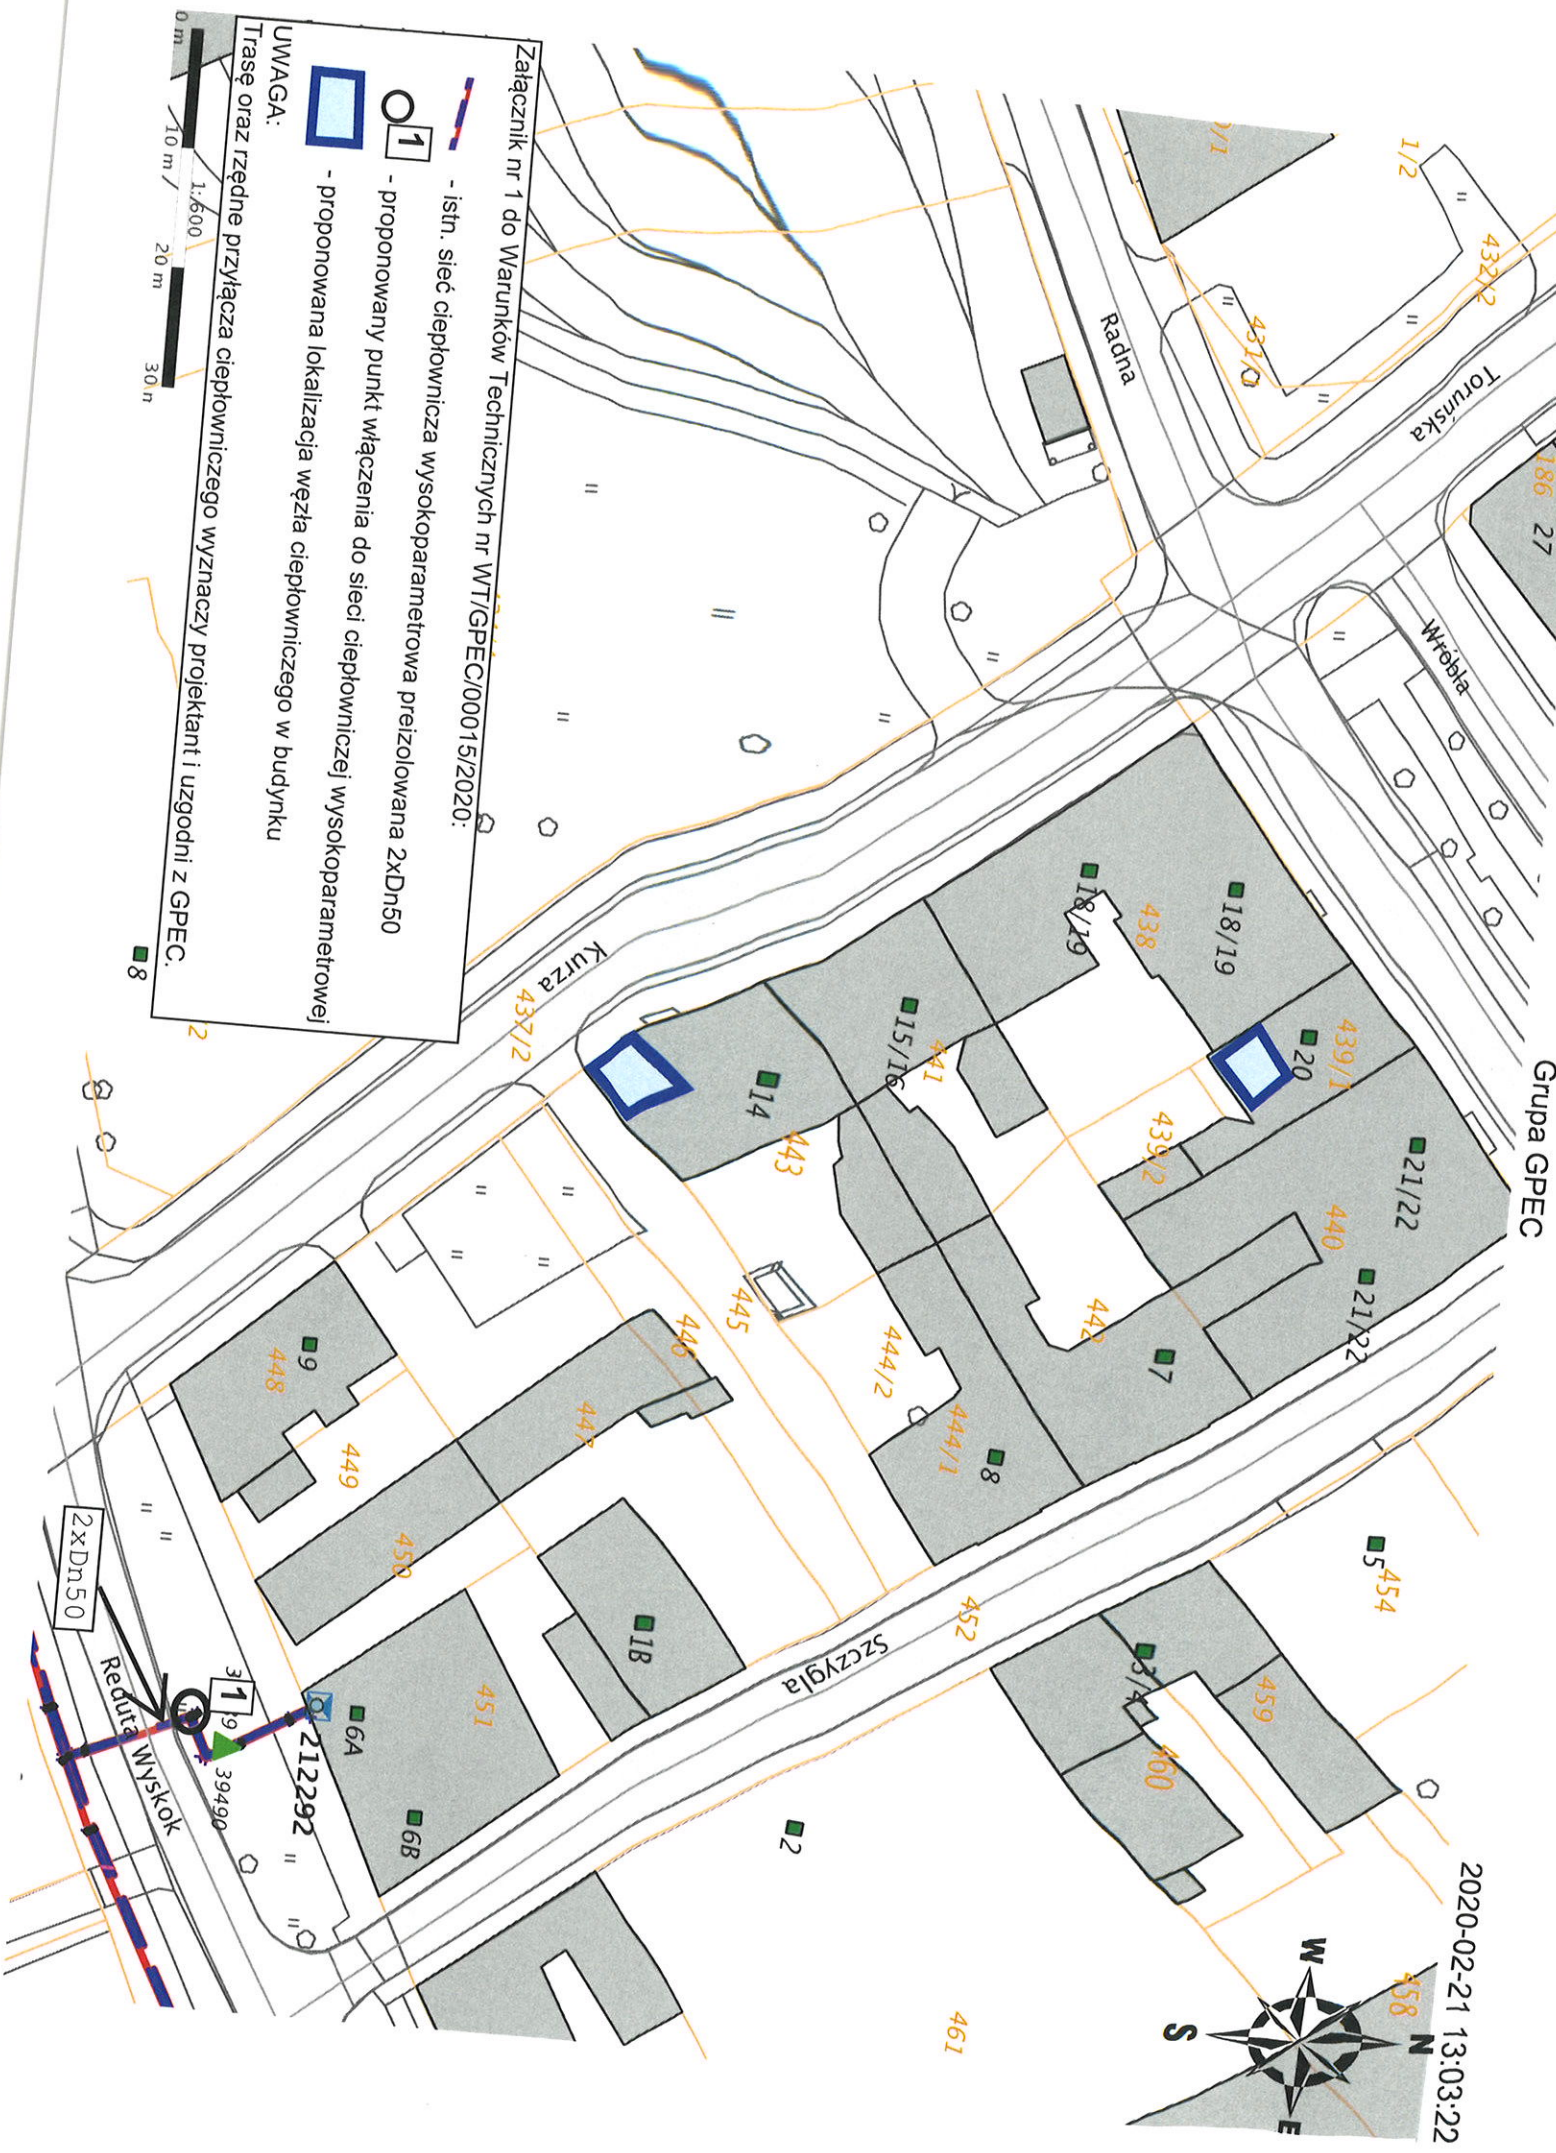 Grupa GPEC
2020-02-21 13:03:22
Załącznik nr 1 do Warunków Technicznych nr WT/GPEC/00015/2020:
- istn. sieć ciepłownicza wysokoparametrowa preizolowana 2xDn50
1 - proponowany punkt włączenia do sieci ciepłowniczej wysokoparametrowej
- proponowana lokalizacja węzła ciepłowniczego w budynku
UWAGA:
Trasę oraz rzędne przyłącza ciepłowniczego wyznaczy projektant i uzgodni z GPEC.
0 m
10 m
1:600
20 m
30 n
N
E
S
W
1/2
432/2
431/1
Toruńska
Radna
186
27
Wróbla
18/19
18/19
438
439/1
20
439/2
21/22
440
21/22
15/16
441
14
443
442
7
Kurza
437/2
8
2
445
446
444/2
444/1
8
447
9
448
449
450
1B
451
6A
6B
212292
452
Szczygla
5
454
3/4
459
460
2
458
461
2xDn50
1
39490
Reduta Wyskok